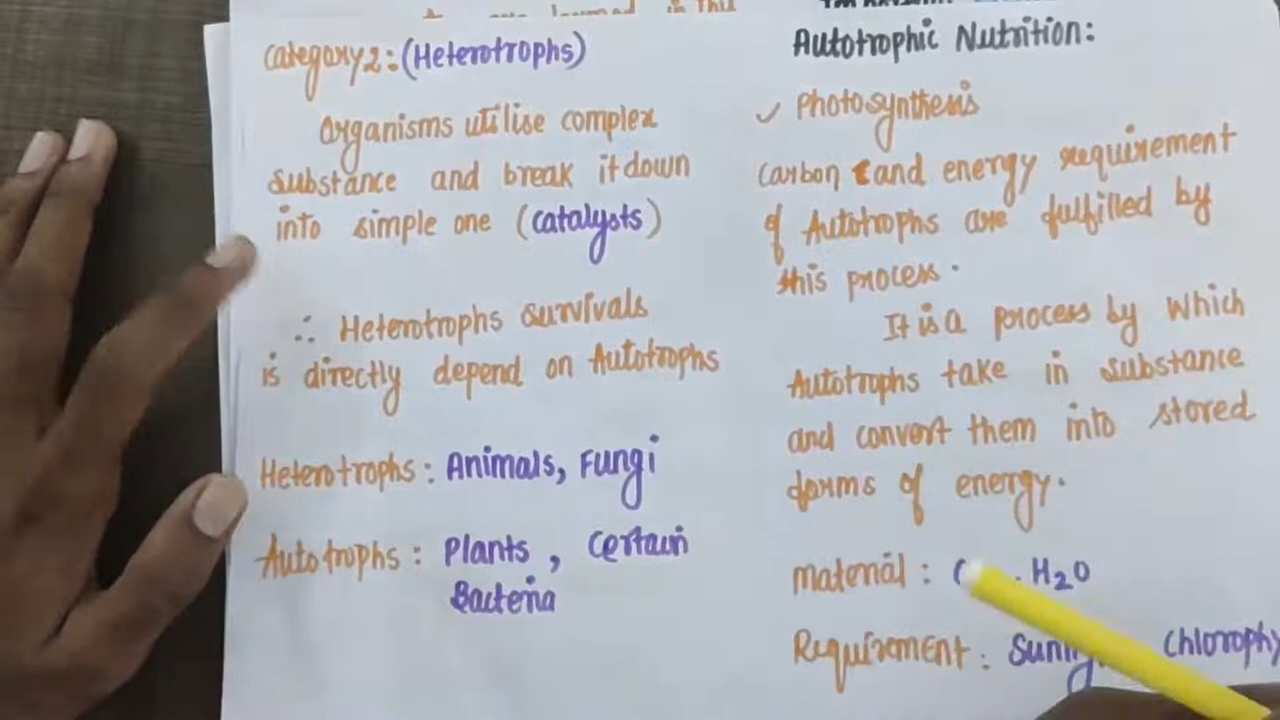 Category 2: (Heterotrophs)
Organisms utilise complex
substance and break it down
into simple one (catalysts)
∴ Heterotrophs survivals
is directly depend on Autotrophs
Heterotrophs: Animals, Fungi
Autotrophs: Plants, Certain
Bacteria
Autotrophic Nutrition:
✓ Photosynthesis
Carbon and energy requirement
of Autotrophs are fulfilled by
this process.
It is a process by which
Autotrophs take in substance
and convert them into stored
forms of energy.
Material: H2O
Requirement: